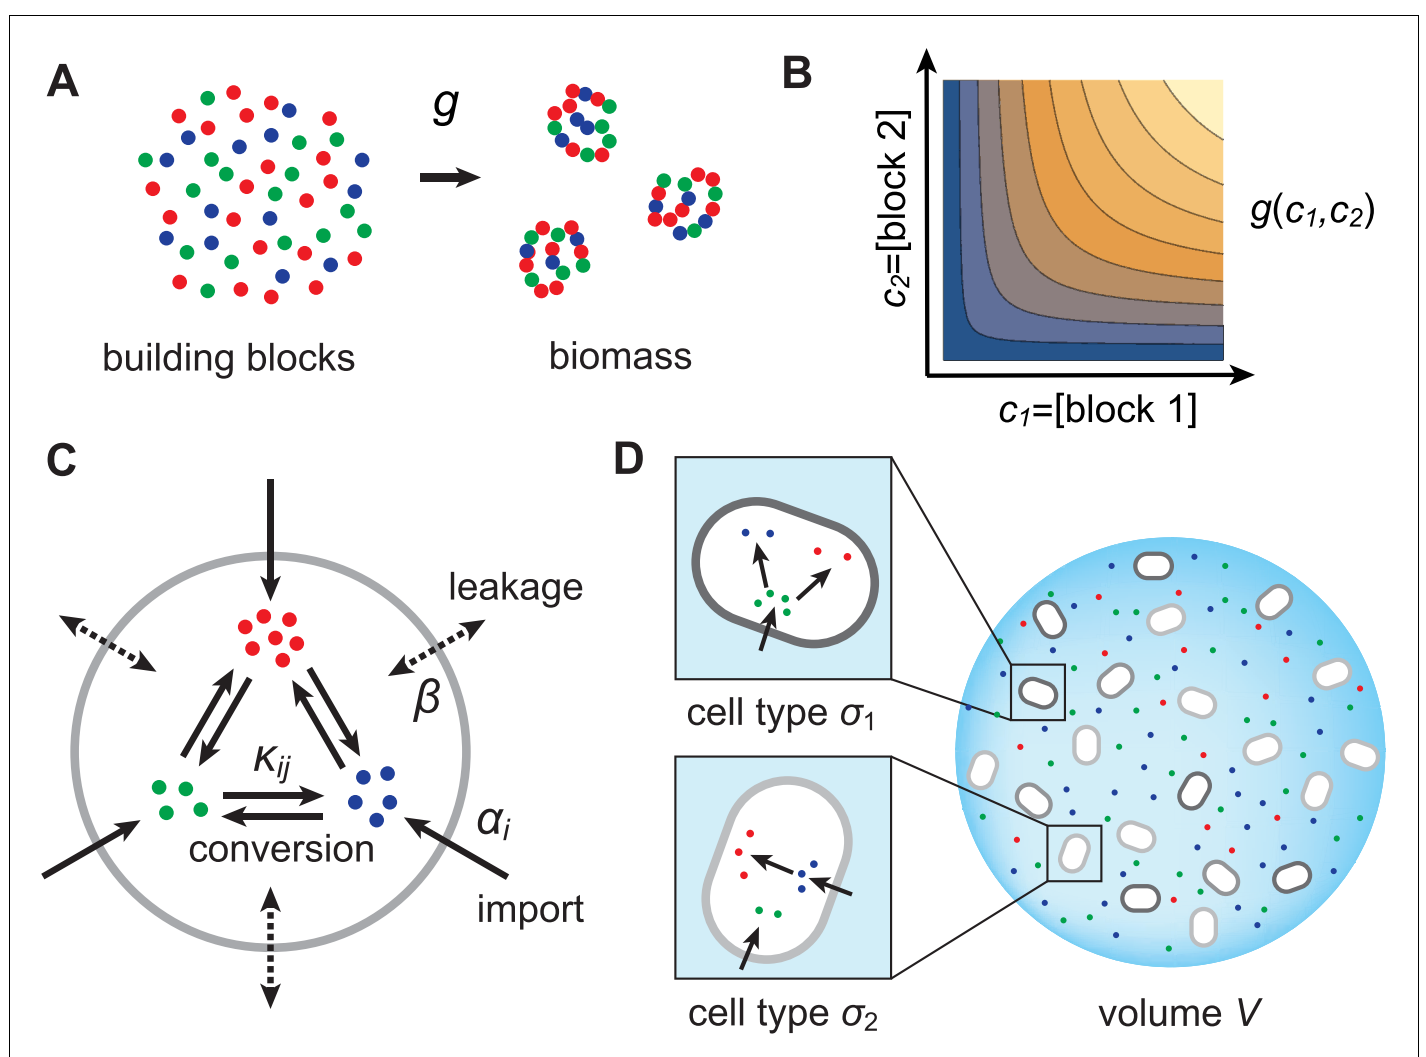 A
g
building blocks
biomass
B
c2=[block 2]
g(c1,c2)
c1=[block 1]
C
leakage
β
κij
conversion
αi
import
D
cell type σ1
cell type σ2
volume V